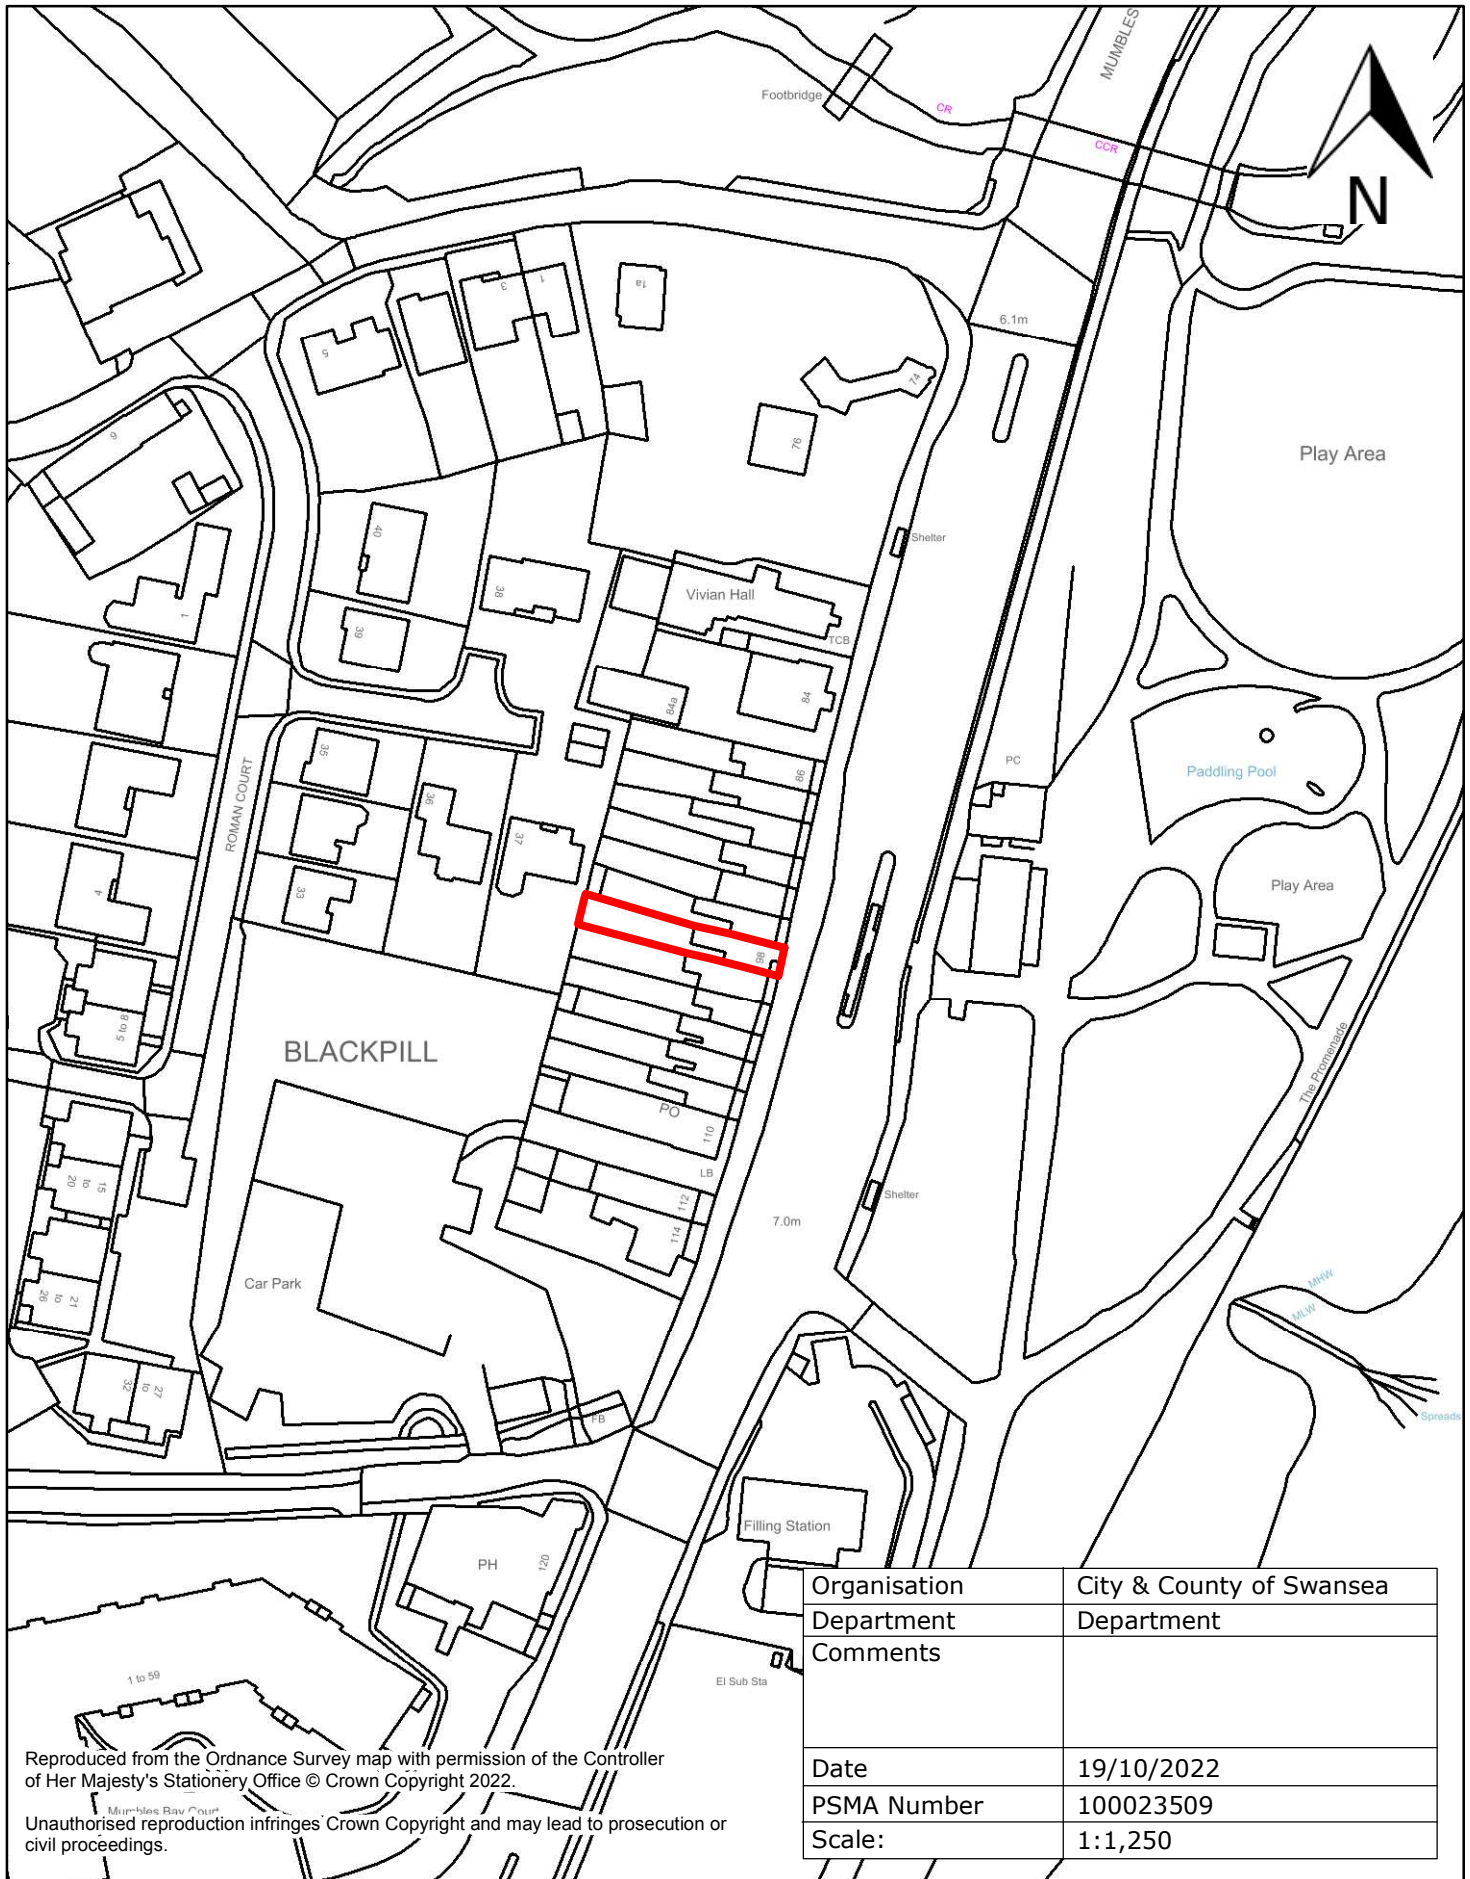 MUMBLES
Footbridge
CR
CCR
N
1a
1
3
5
6.1m
74
76
9
Play Area
40
Shelter
38
Vivian Hall
39
1
TCB
84a
84
35
86
PC
Paddling Pool
ROMAN COURT
36
37
4
33
Play Area
98
5 to 8
BLACKPILL
The Promenade
PO
110
LB
15
to
20
112
Shelter
7.0m
114
Car Park
21
to
26
MHW
MLW
27
to
32
FB
Spreads
Filling Station
PH
120
1 to 59
El Sub Sta
Mumbles Bay Court
Reproduced from the Ordnance Survey map with permission of the Controller
of Her Majesty's Stationery Office © Crown Copyright 2022.
Unauthorised reproduction infringes Crown Copyright and may lead to prosecution or
civil proceedings.
Organisation City & County of Swansea
Department Department
Comments
Date 19/10/2022
PSMA Number 100023509
Scale: 1:1,250